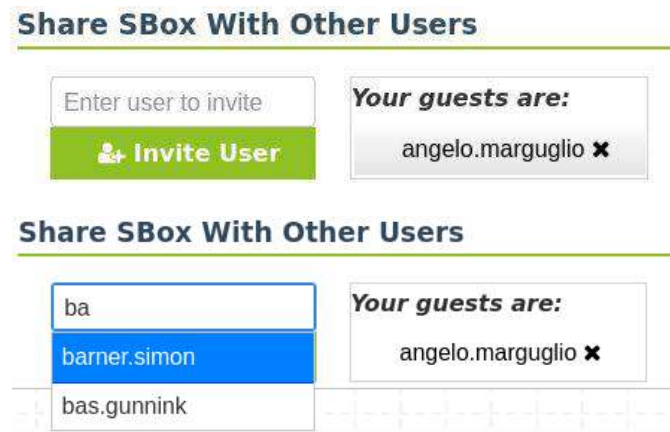 Share SBox With Other Users
Enter user to invite
Invite User
Your guests are:
angelo.marguglio ✖
Share SBox With Other Users
ba
barner.simon
bas.gunnink
Your guests are:
angelo.marguglio ✖